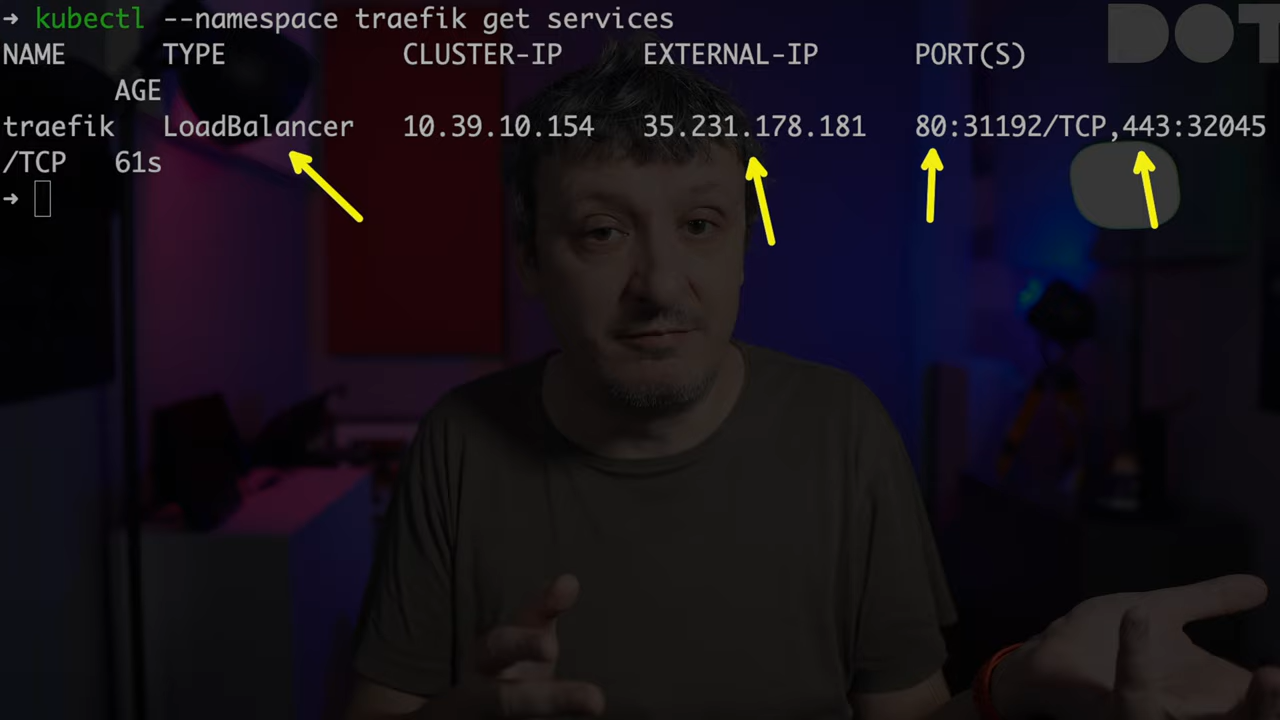 ➜ kubectl --namespace traefik get services
NAME TYPE CLUSTER-IP EXTERNAL-IP PORT(S)
AGE
traefik LoadBalancer 10.39.10.154 35.231.178.181 80:31192/TCP,443:32045
/TCP 61s
➜
DOT